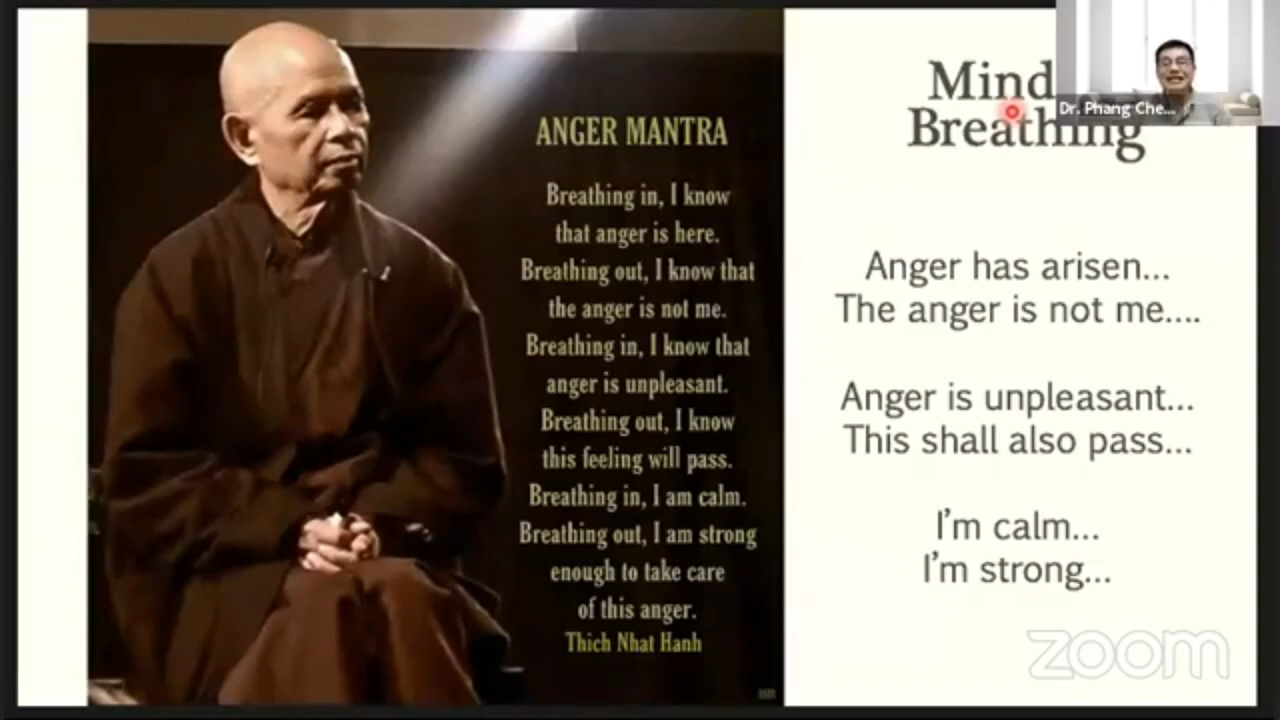 ANGER MANTRA
Breathing in, I know
that anger is here.
Breathing out, I know that
the anger is not me.
Breathing in, I know that
anger is unpleasant.
Breathing out, I know
this feeling will pass.
Breathing in, I am calm.
Breathing out, I am strong
enough to take care
of this anger.
Thich Nhat Hanh
Mind
Breathing
Anger has arisen...
The anger is not me....
Anger is unpleasant...
This shall also pass...
I'm calm...
I'm strong...
Dr. Phang Che...
zoom